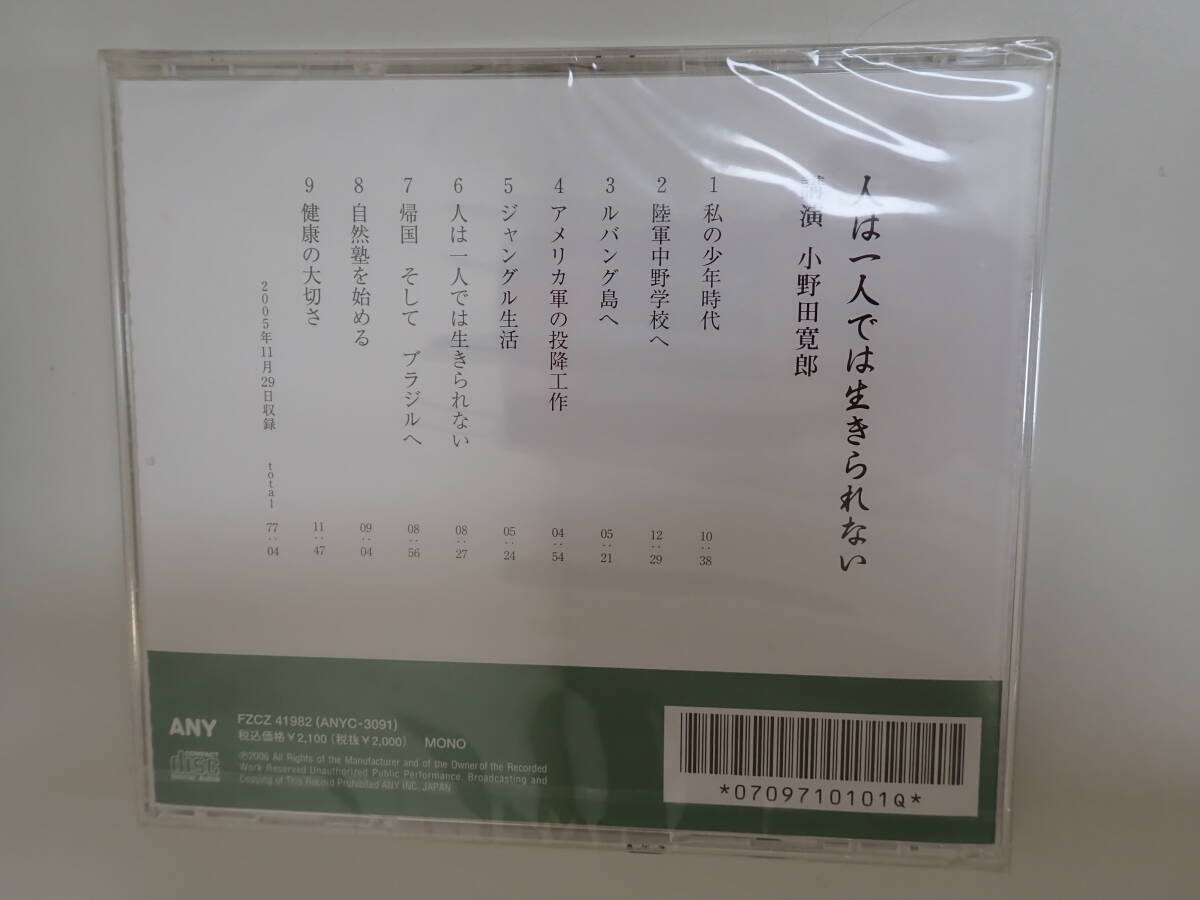 人は一人では生きられない
講演 小野田寛郎
1 私の少年時代 10:38
2 陸軍中野学校へ 12:29
3 ルバング島へ 05:21
4 アメリカ軍の投降工作 04:54
5 ジャングル生活 05:24
6 人は一人では生きられない 08:27
7 帰国 そして ブラジルへ 08:56
8 自然塾を始める 09:04
9 健康の大切さ 11:47
2005年11月29日収録 total 77:04
ANY
FZCZ 41982 (ANYC-3091)
税込価格¥2,100(税抜¥2,000) MONO
COMPACT
disc
DIGITAL AUDIO
℗2006 All Rights of the Manufacturer and of the Owner of the Recorded
Work Reserved Unauthorized Public Performance. Broadcasting and
Copying of This Record Prohibited ANY INC. JAPAN
*0709710101Q*